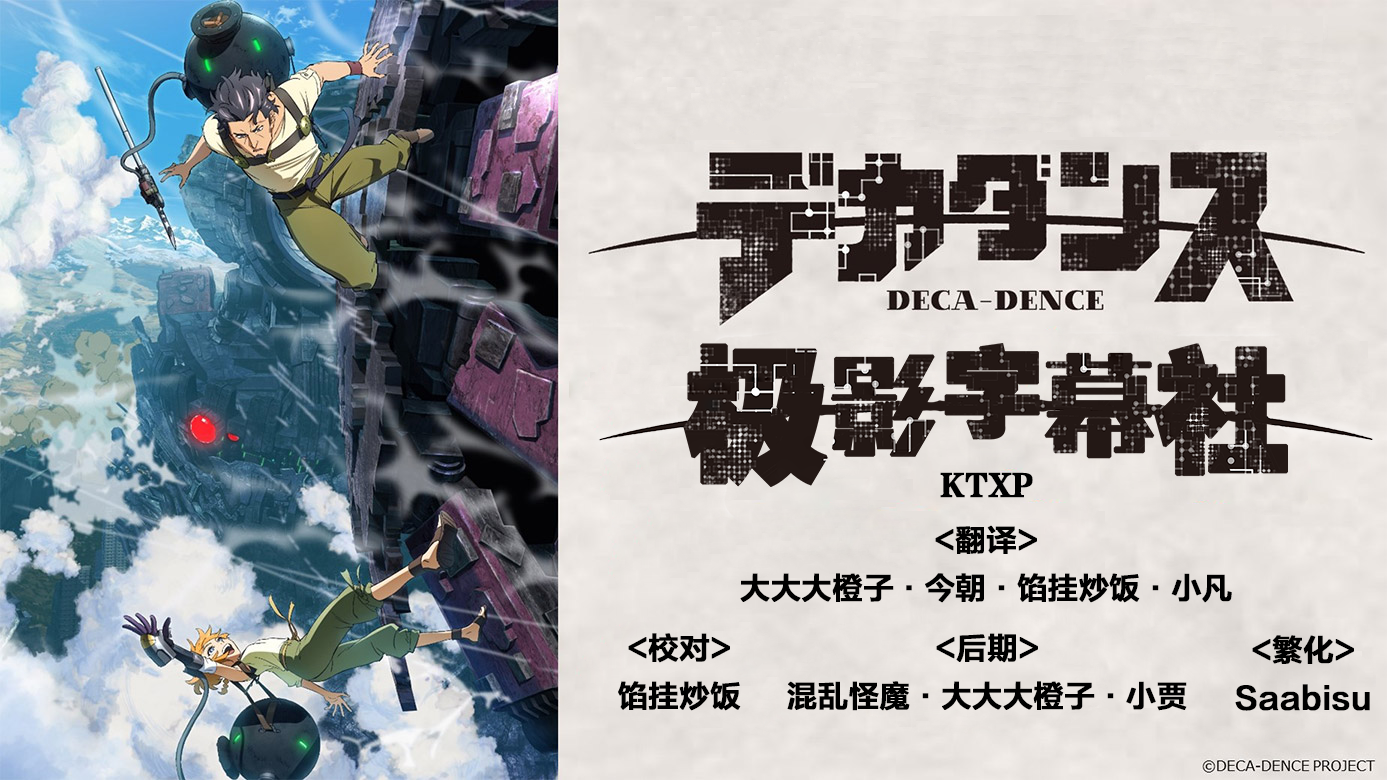 デカダンス
DECA-DENCE
极影字幕社
KTXP
<翻译>
大大大橙子・今朝・馅挂炒饭・小凡
<校对> <后期> <繁化>
馅挂炒饭 混乱怪魔・大大大橙子・小贾 Saabisu
©DECA-DENCE PROJECT